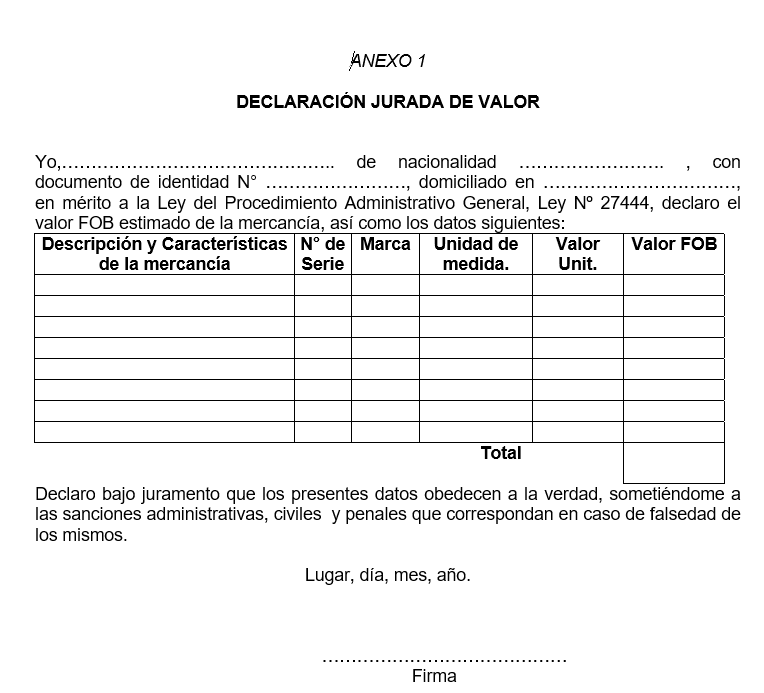 ANEXO 1
DECLARACIÓN JURADA DE VALOR
Yo,…………………………………….. de nacionalidad ……………………. , con
documento de identidad N° ……………………, domiciliado en ………………………….,
en mérito a la Ley del Procedimiento Administrativo General, Ley Nº 27444, declaro el
valor FOB estimado de la mercancía, así como los datos siguientes:
Descripción y Características N° de Marca Unidad de Valor Valor FOB
de la mercancía Serie medida. Unit.
Total
Declaro bajo juramento que los presentes datos obedecen a la verdad, sometiéndome a
las sanciones administrativas, civiles y penales que correspondan en caso de falsedad de
los mismos.
Lugar, día, mes, año.
……………………………………
Firma